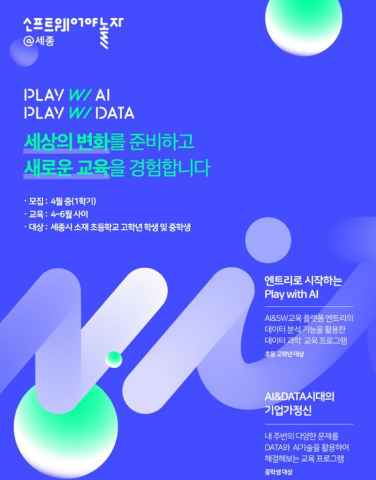 소프트웨어야 놀자
@세종
PLAY W/ AI
PLAY W/ DATA
세상의 변화를 준비하고
새로운 교육을 경험합니다
· 모집 : 4월 중(1학기)
· 교육 : 4~6월 사이
· 대상 : 세종시 소재 초등학교 고학년 학생 및 중학생
엔트리로 시작하는
Play with AI
AI&SW교육 플랫폼 엔트리의
데이터 분석 기능을 활용한
데이터 과학 교육 프로그램
초등 고학년 대상
AI&DATA시대의
기업가정신
내 주변의 다양한 문제를
DATA와 AI기술을 활용하여
해결해보는 교육 프로그램
중학생 대상